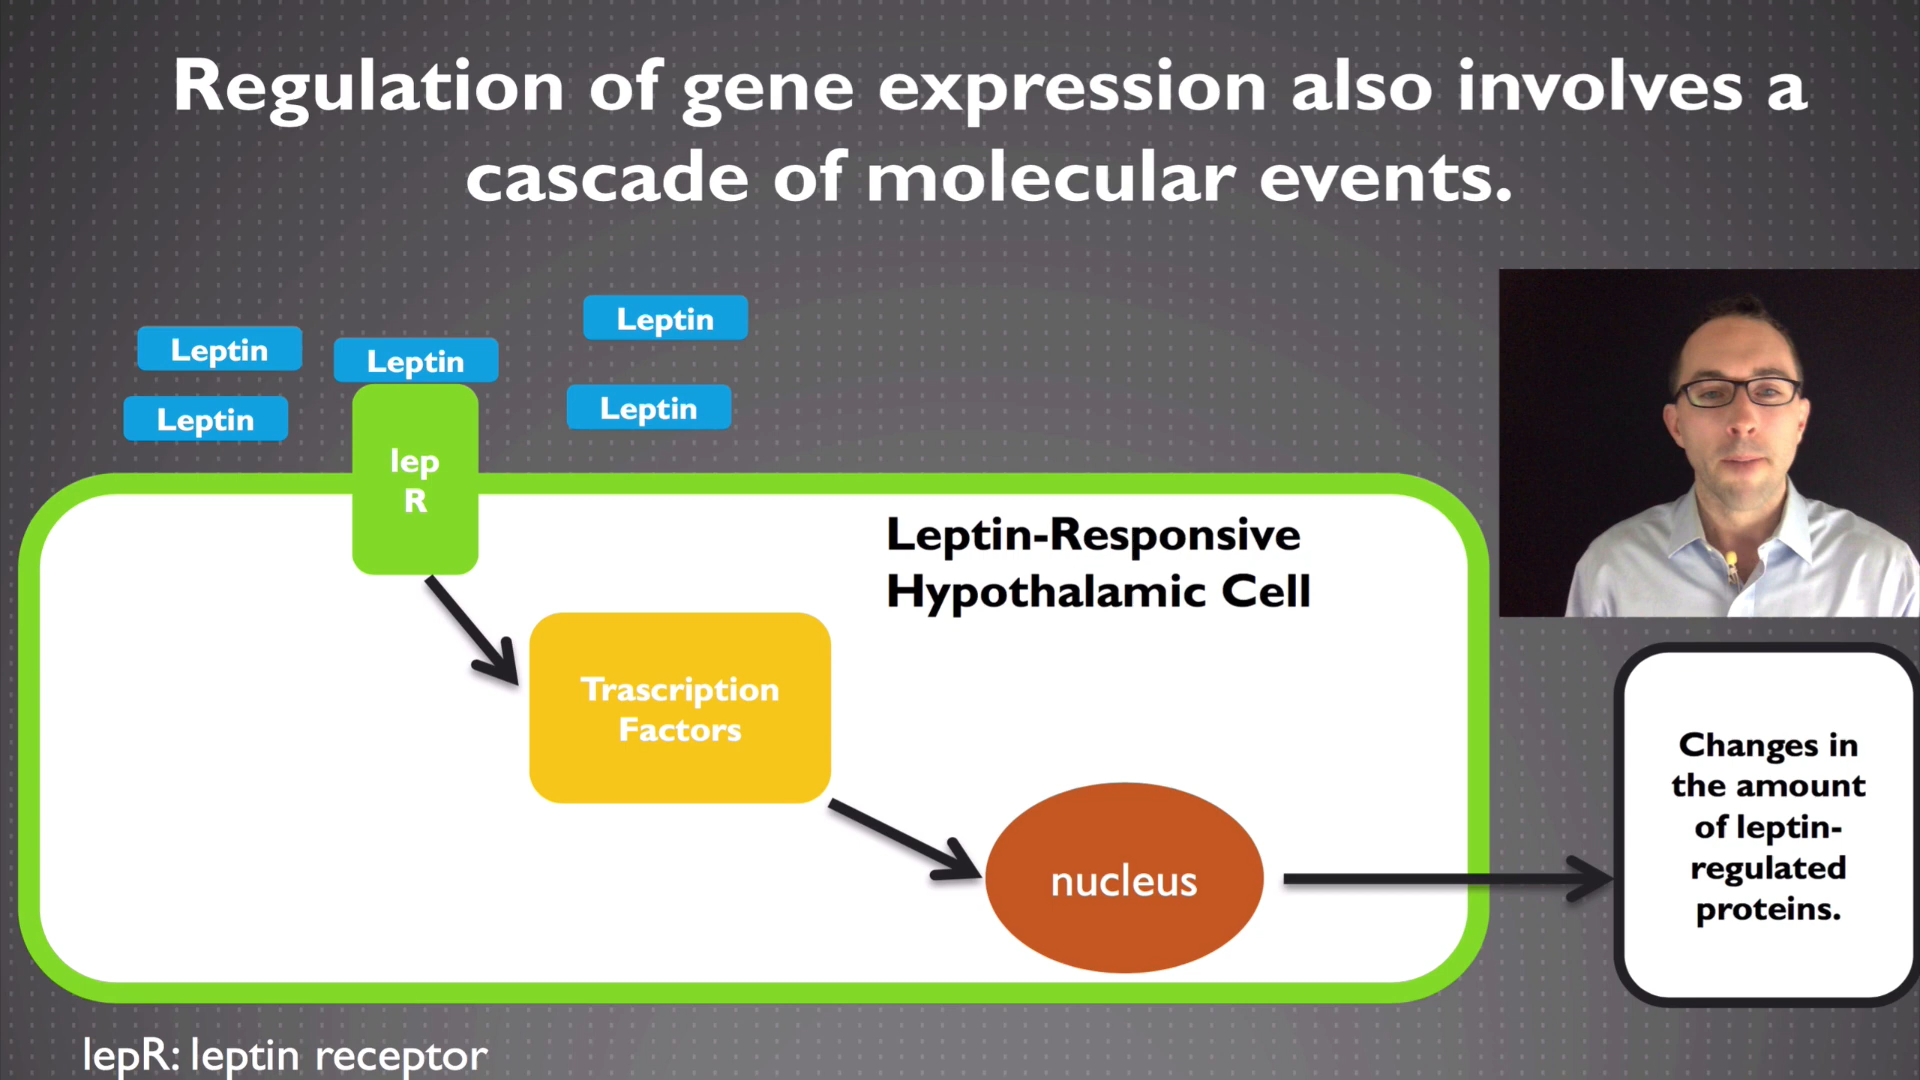 Regulation of gene expression also involves a
cascade of molecular events.
Leptin
Leptin
Leptin
Leptin
Leptin
lep
R
Leptin-Responsive
Hypothalamic Cell
Trascription
Factors
nucleus
Changes in
the amount
of leptin-
regulated
proteins.
lepR: leptin receptor